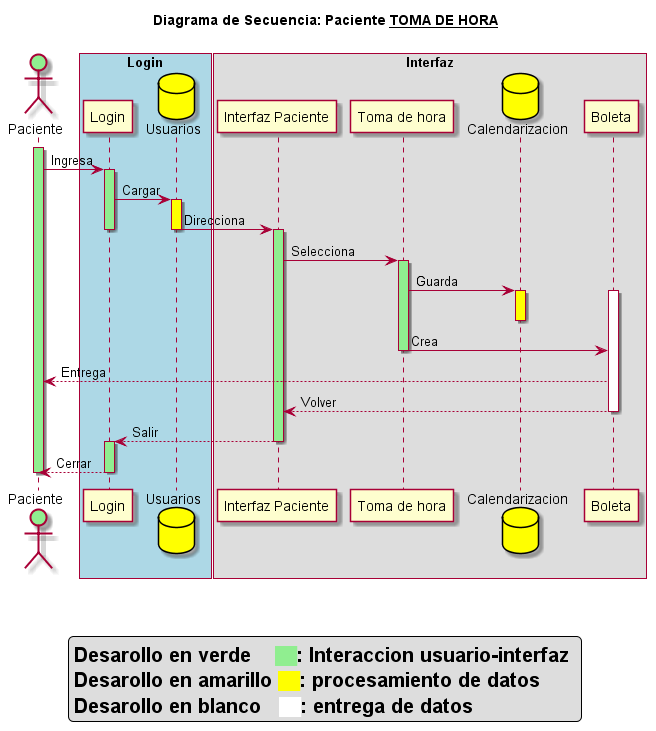 Diagrama de Secuencia: Paciente TOMA DE HORA
Login
Interfaz
Paciente
Login
Usuarios
Interfaz Paciente
Toma de hora
Calendarizacion
Boleta
Ingresa
Cargar
Direcciona
Selecciona
Guarda
Crea
Entrega
Volver
Salir
Cerrar
Paciente
Login
Usuarios
Interfaz Paciente
Toma de hora
Calendarizacion
Boleta
Desarollo en verde : Interaccion usuario-interfaz
Desarollo en amarillo : procesamiento de datos
Desarollo en blanco : entrega de datos